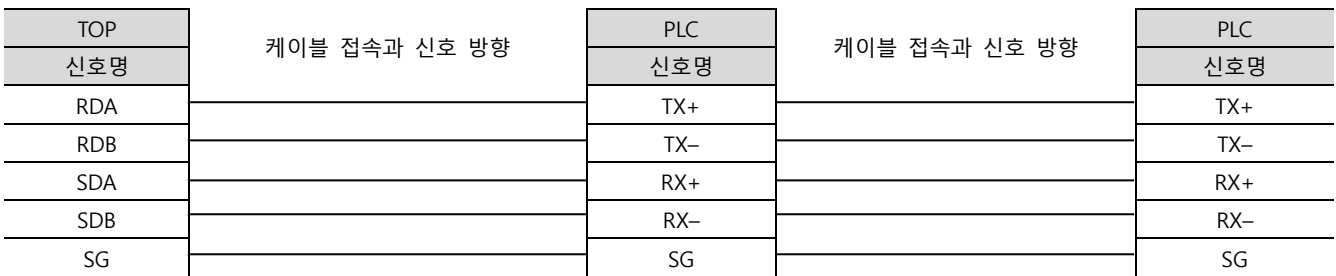 TOP 케이블 접속과 신호 방향 PLC 케이블 접속과 신호 방향 PLC
신호명 신호명 신호명
RDA TX+ TX+
RDB TX− TX−
SDA RX+ RX+
SDB RX− RX−
SG SG SG